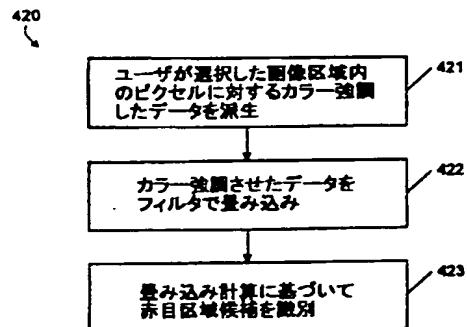 420
ユーザが選択した画像区域内
のピクセルに対するカラー強調
したデータを派生
421
カラー強調させたデータを
フィルタで畳み込み
422
畳み込み計算に基づいて
赤目区域候補を識別
423